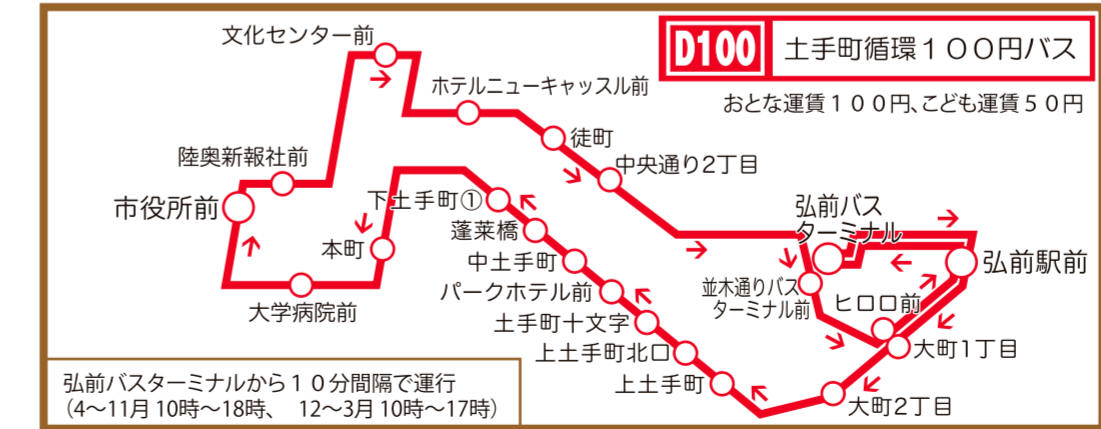 D100 土手町循環１００円バス
おとな運賃１００円、こども運賃５０円
文化センター前
ホテルニューキャッスル前
徒町
中央通り2丁目
陸奥新報社前
市役所前
下土手町①
本町
蓬莱橋
中土手町
大学病院前
パークホテル前
土手町十文字
上土手町北口
上土手町
弘前バス
ターミナル
弘前駅前
並木通りバス
ターミナル前
ヒロロ前
大町1丁目
大町2丁目
弘前バスターミナルから１０分間隔で運行
（4～11月 10時～18時、　12～3月 10時～17時）